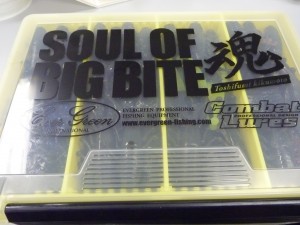 SOUL OF
BIG BITE 魂
Toshifumi Kikumoto
Ever Green
INTERNATIONAL
EVERGREEN PROFESSIONAL
FISHING EQUIPMENT
www.evergreen-fishing.com
Combat
Lures